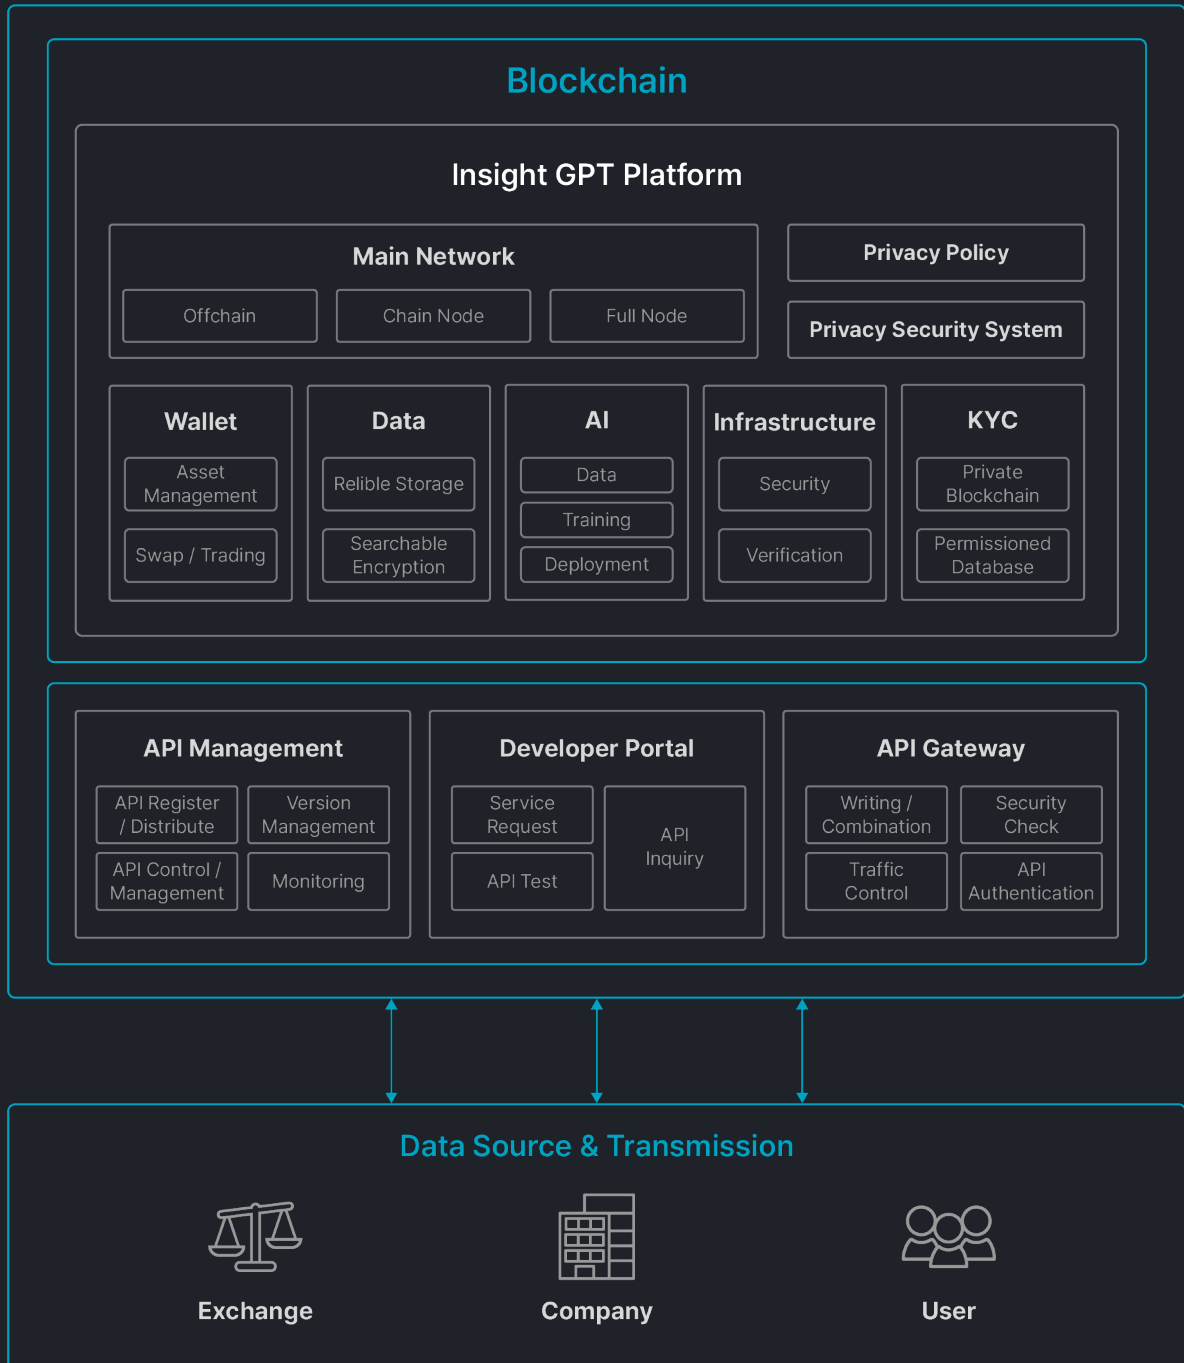 Blockchain
Insight GPT Platform
Main Network
Offchain
Chain Node
Full Node
Privacy Policy
Privacy Security System
Wallet
Asset
Management
Swap / Trading
Data
Relible Storage
Searchable
Encryption
AI
Data
Training
Deployment
Infrastructure
Security
Verification
KYC
Private
Blockchain
Permissioned
Database
API Management
API Register
/ Distribute
Version
Management
API Control /
Management
Monitoring
Developer Portal
Service
Request
API Test
API
Inquiry
API Gateway
Writing /
Combination
Security
Check
Traffic
Control
API
Authentication
Data Source & Transmission
Exchange
Company
User